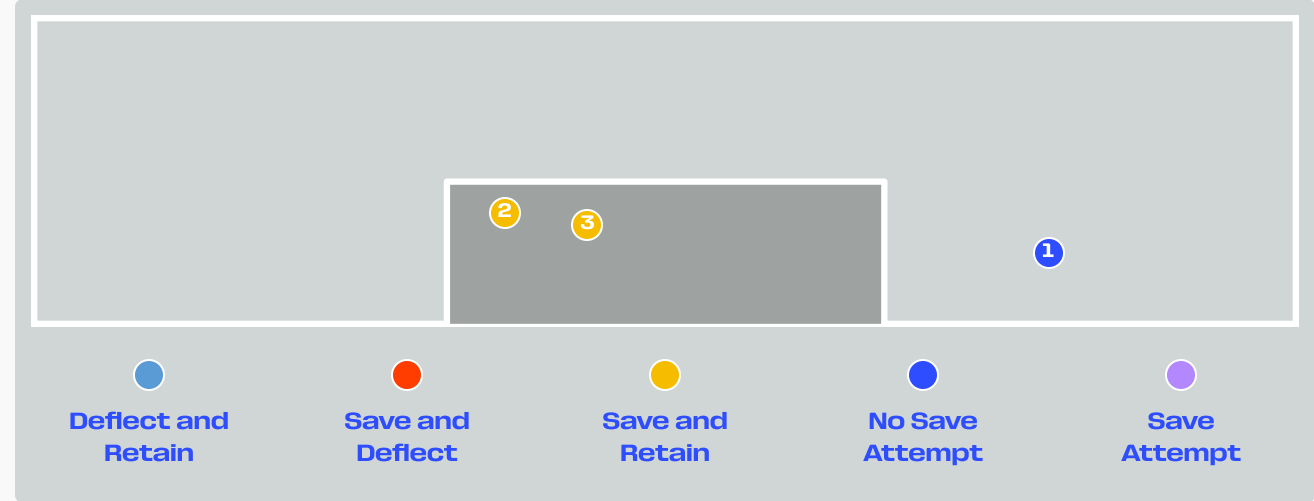 2
3
1
Deflect and
Retain
Save and
Deflect
Save and
Retain
No Save
Attempt
Save
Attempt